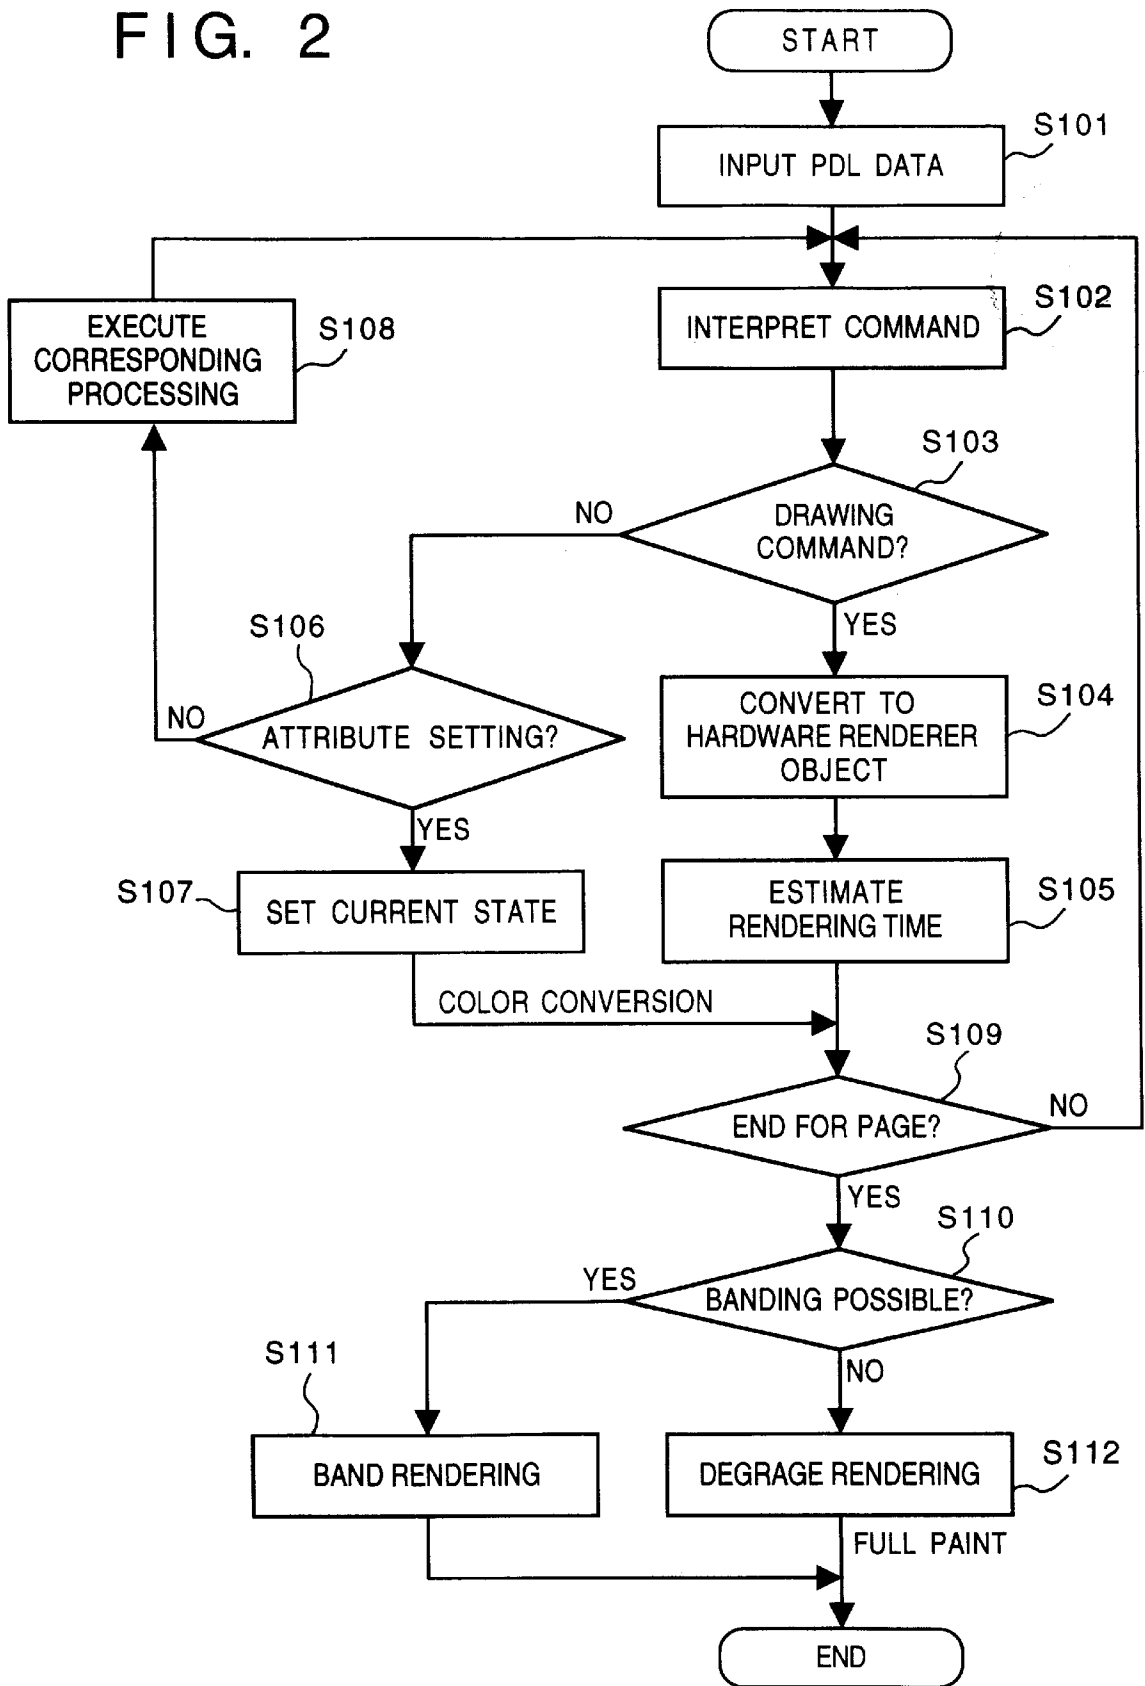 FIG. 2
START
S101
INPUT PDL DATA
S102
INTERPRET COMMAND
EXECUTE
CORRESPONDING
PROCESSING
S108
S103
NO
DRAWING
COMMAND?
YES
S106
NO
ATTRIBUTE SETTING?
S104
CONVERT TO
HARDWARE RENDERER
OBJECT
YES
S107
SET CURRENT STATE
S105
ESTIMATE
RENDERING TIME
COLOR CONVERSION
S109
END FOR PAGE?
NO
YES
S110
YES
BANDING POSSIBLE?
S111
NO
BAND RENDERING
DEGRAGE RENDERING
S112
FULL PAINT
END